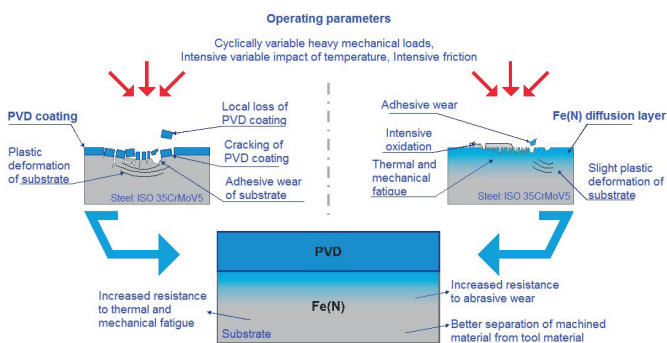 Operating parameters
Cyclically variable heavy mechanical loads,
Intensive variable impact of temperature, Intensive friction
PVD coating
Local loss of
PVD coating
Cracking of
PVD coating
Plastic
deformation
of substrate
Adhesive wear
of substrate
Steel: ISO 35CrMoV5
Adhesive wear
Fe(N) diffusion layer
Intensive
oxidation
Thermal and
mechanical
fatigue
Slight plastic
deformation of
substrate
Steel: ISO 35CrMoV5
PVD
Fe(N)
Substrate
Increased resistance
to thermal and
mechanical fatigue
Increased resistance
to abrasive wear
Better separation of machined
material from tool material